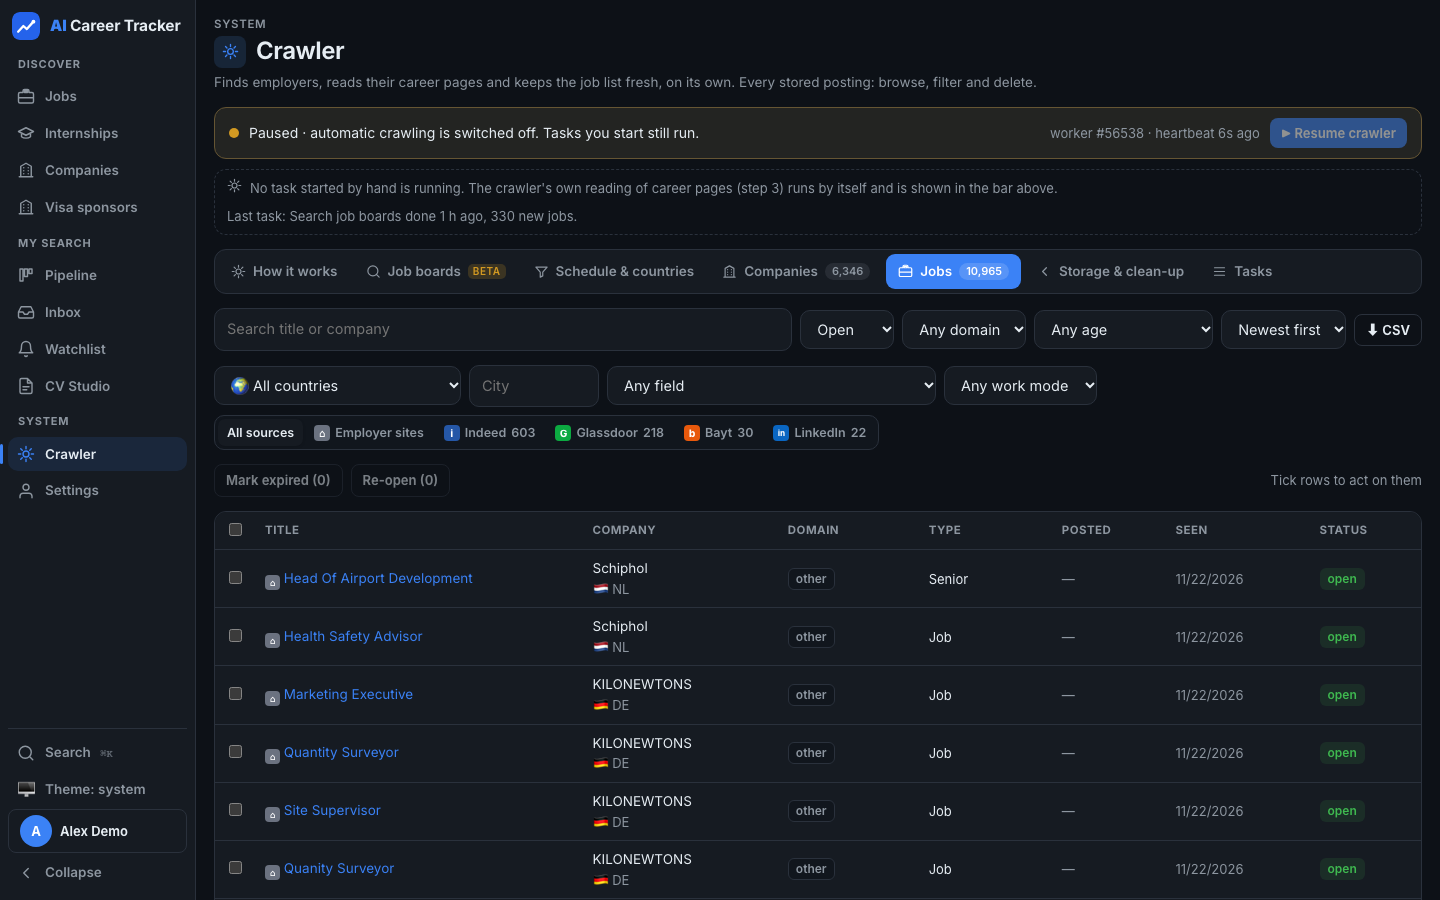 AI Career Tracker
DISCOVER
Jobs
Internships
Companies
Visa sponsors
MY SEARCH
Pipeline
Inbox
Watchlist
CV Studio
SYSTEM
Crawler
Settings
Search ⌘K
Theme: system
A Alex Demo
Collapse
SYSTEM
Crawler
Finds employers, reads their career pages and keeps the job list fresh, on its own. Every stored posting: browse, filter and delete.
Paused · automatic crawling is switched off. Tasks you start still run. worker #56538 · heartbeat 6s ago ▶ Resume crawler
No task started by hand is running. The crawler's own reading of career pages (step 3) runs by itself and is shown in the bar above.
Last task: Search job boards done 1 h ago, 330 new jobs.
How it works Job boards BETA Schedule & countries Companies 6,346 Jobs 10,965 Storage & clean-up Tasks
Search title or company Open Any domain Any age Newest first ⬇ CSV
All countries City Any field Any work mode
All sources Employer sites i Indeed 603 G Glassdoor 218 b Bayt 30 in LinkedIn 22
Mark expired (0) Re-open (0) Tick rows to act on them
TITLE COMPANY DOMAIN TYPE POSTED SEEN STATUS
Head Of Airport Development Schiphol NL other Senior — 11/22/2026 open
Health Safety Advisor Schiphol NL other Job — 11/22/2026 open
Marketing Executive KILONEWTONS DE other Job — 11/22/2026 open
Quantity Surveyor KILONEWTONS DE other Job — 11/22/2026 open
Site Supervisor KILONEWTONS DE other Job — 11/22/2026 open
Quanity Surveyor KILONEWTONS DE other Job — 11/22/2026 open